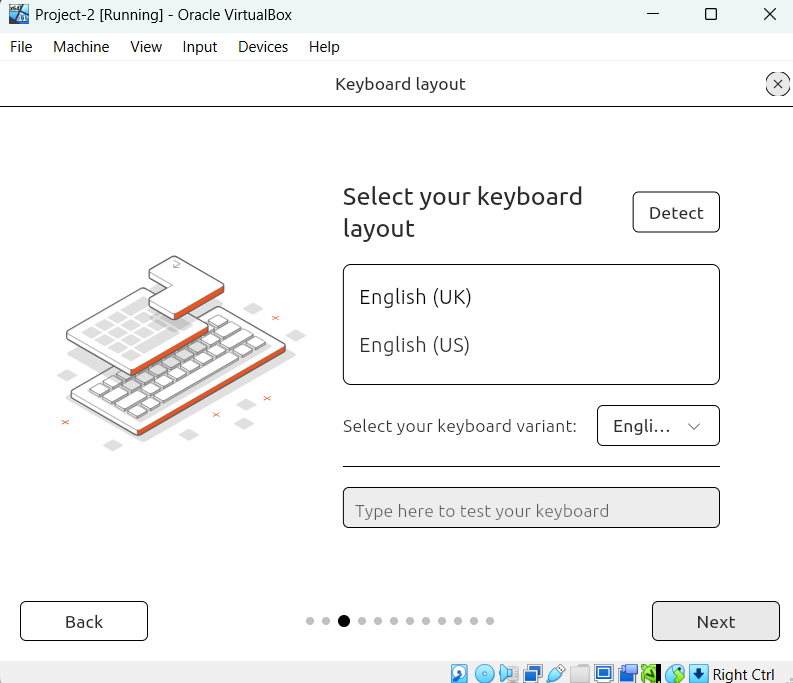 Project-2 [Running] - Oracle VirtualBox
File Machine View Input Devices Help
Keyboard layout
Select your keyboard
layout
Detect
English (UK)
English (US)
Select your keyboard variant:
Engli...
Type here to test your keyboard
Back
Next
Right Ctrl